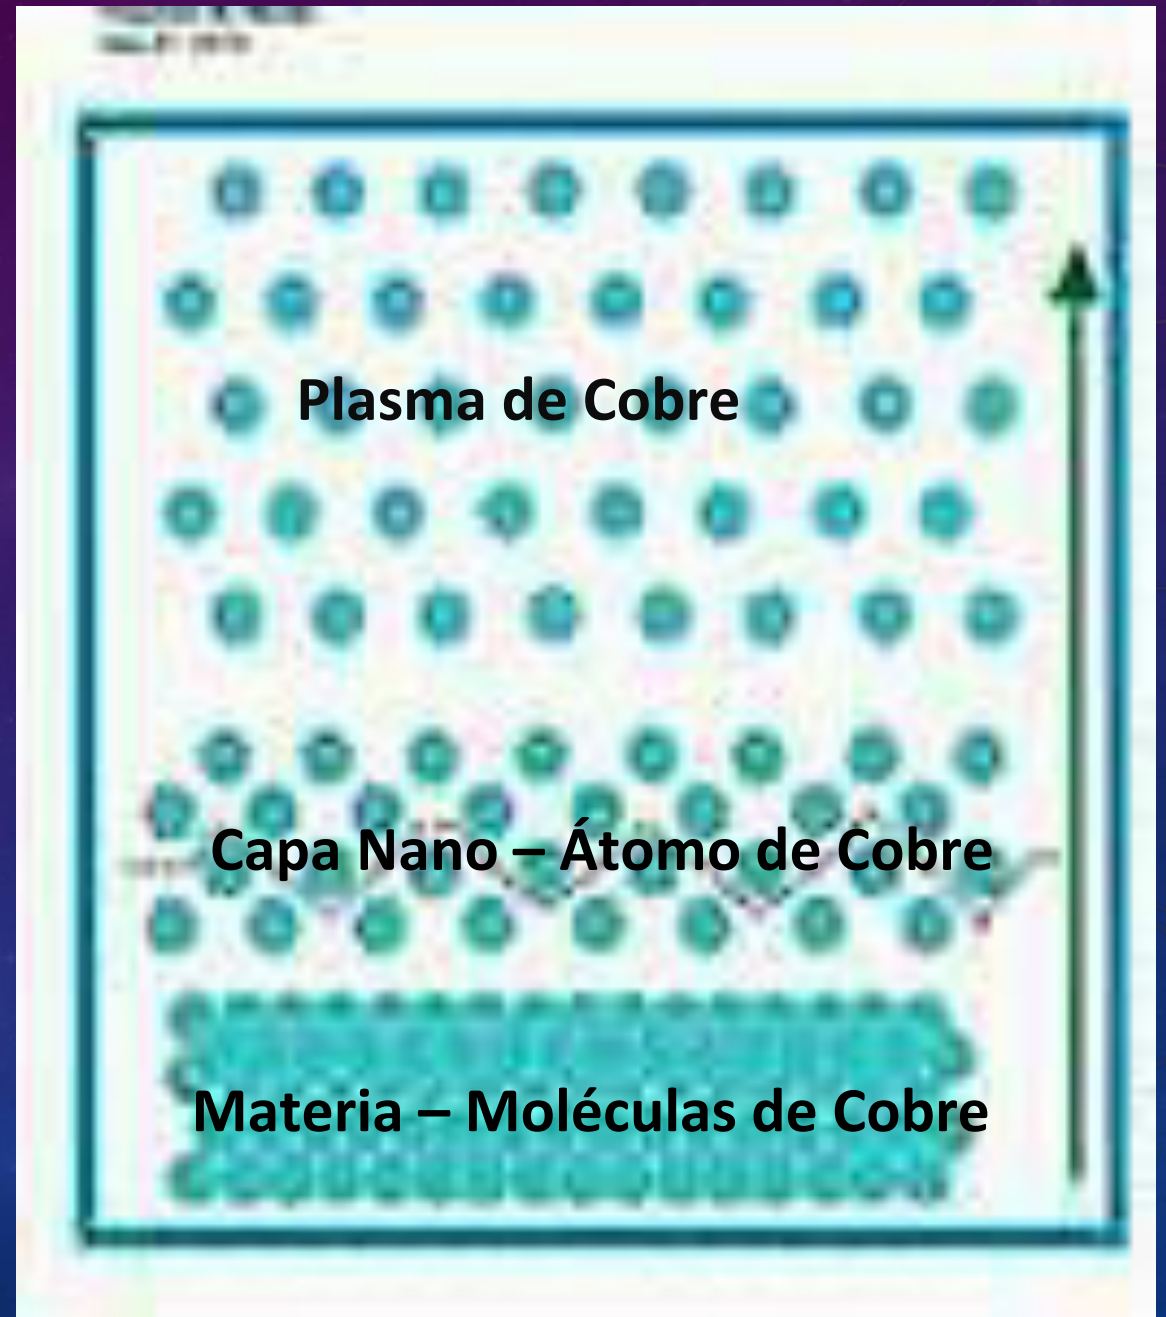 Plasma de Cobre
Capa Nano – Átomo de Cobre
Materia – Moléculas de Cobre